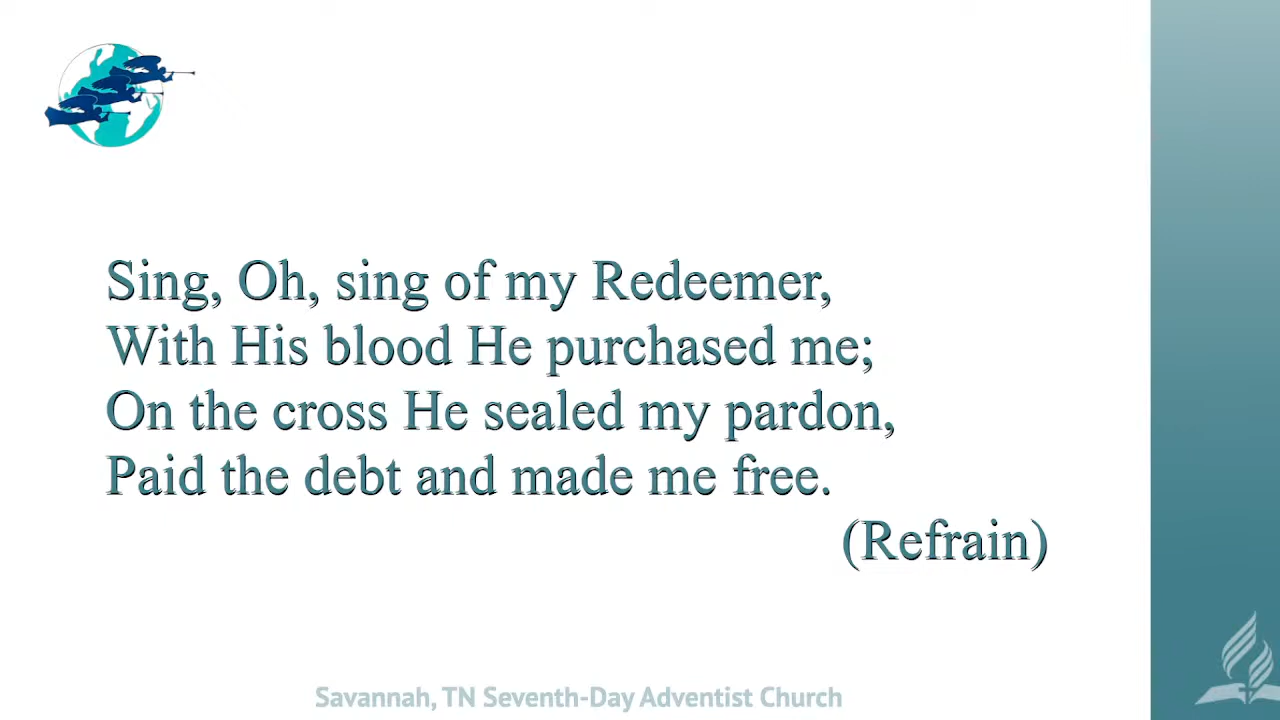 Sing, Oh, sing of my Redeemer,
With His blood He purchased me;
On the cross He sealed my pardon,
Paid the debt and made me free.
(Refrain)
Savannah, TN Seventh-Day Adventist Church